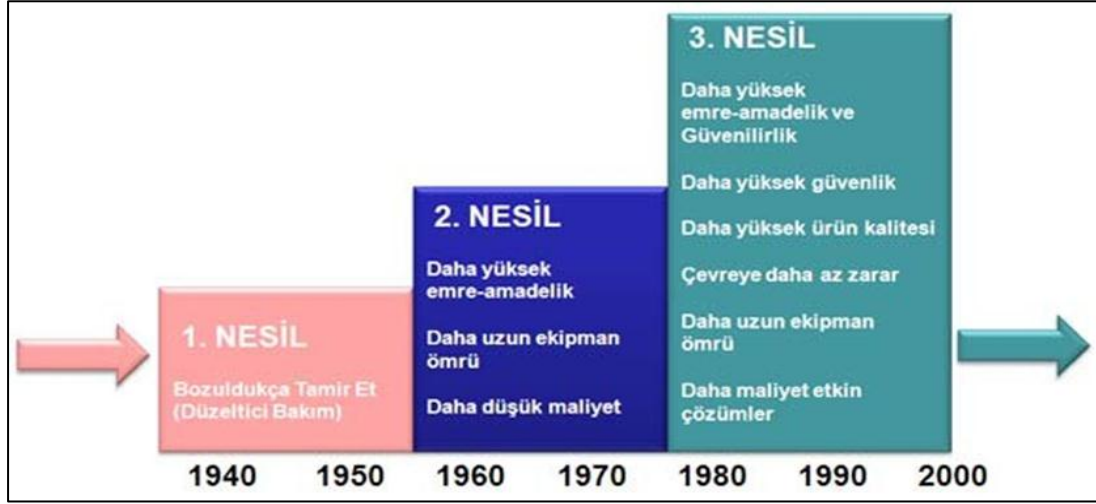 1. NESİL
Bozuldukça Tamir Et
(Düzeltici Bakım)
2. NESİL
Daha yüksek
emre-amadelik
Daha uzun ekipman
ömrü
Daha düşük maliyet
3. NESİL
Daha yüksek
emre-amadelik ve
Güvenilirlik
Daha yüksek güvenlik
Daha yüksek ürün kalitesi
Çevreye daha az zarar
Daha uzun ekipman
ömrü
Daha maliyet etkin
çözümler
1940 1950 1960 1970 1980 1990 2000